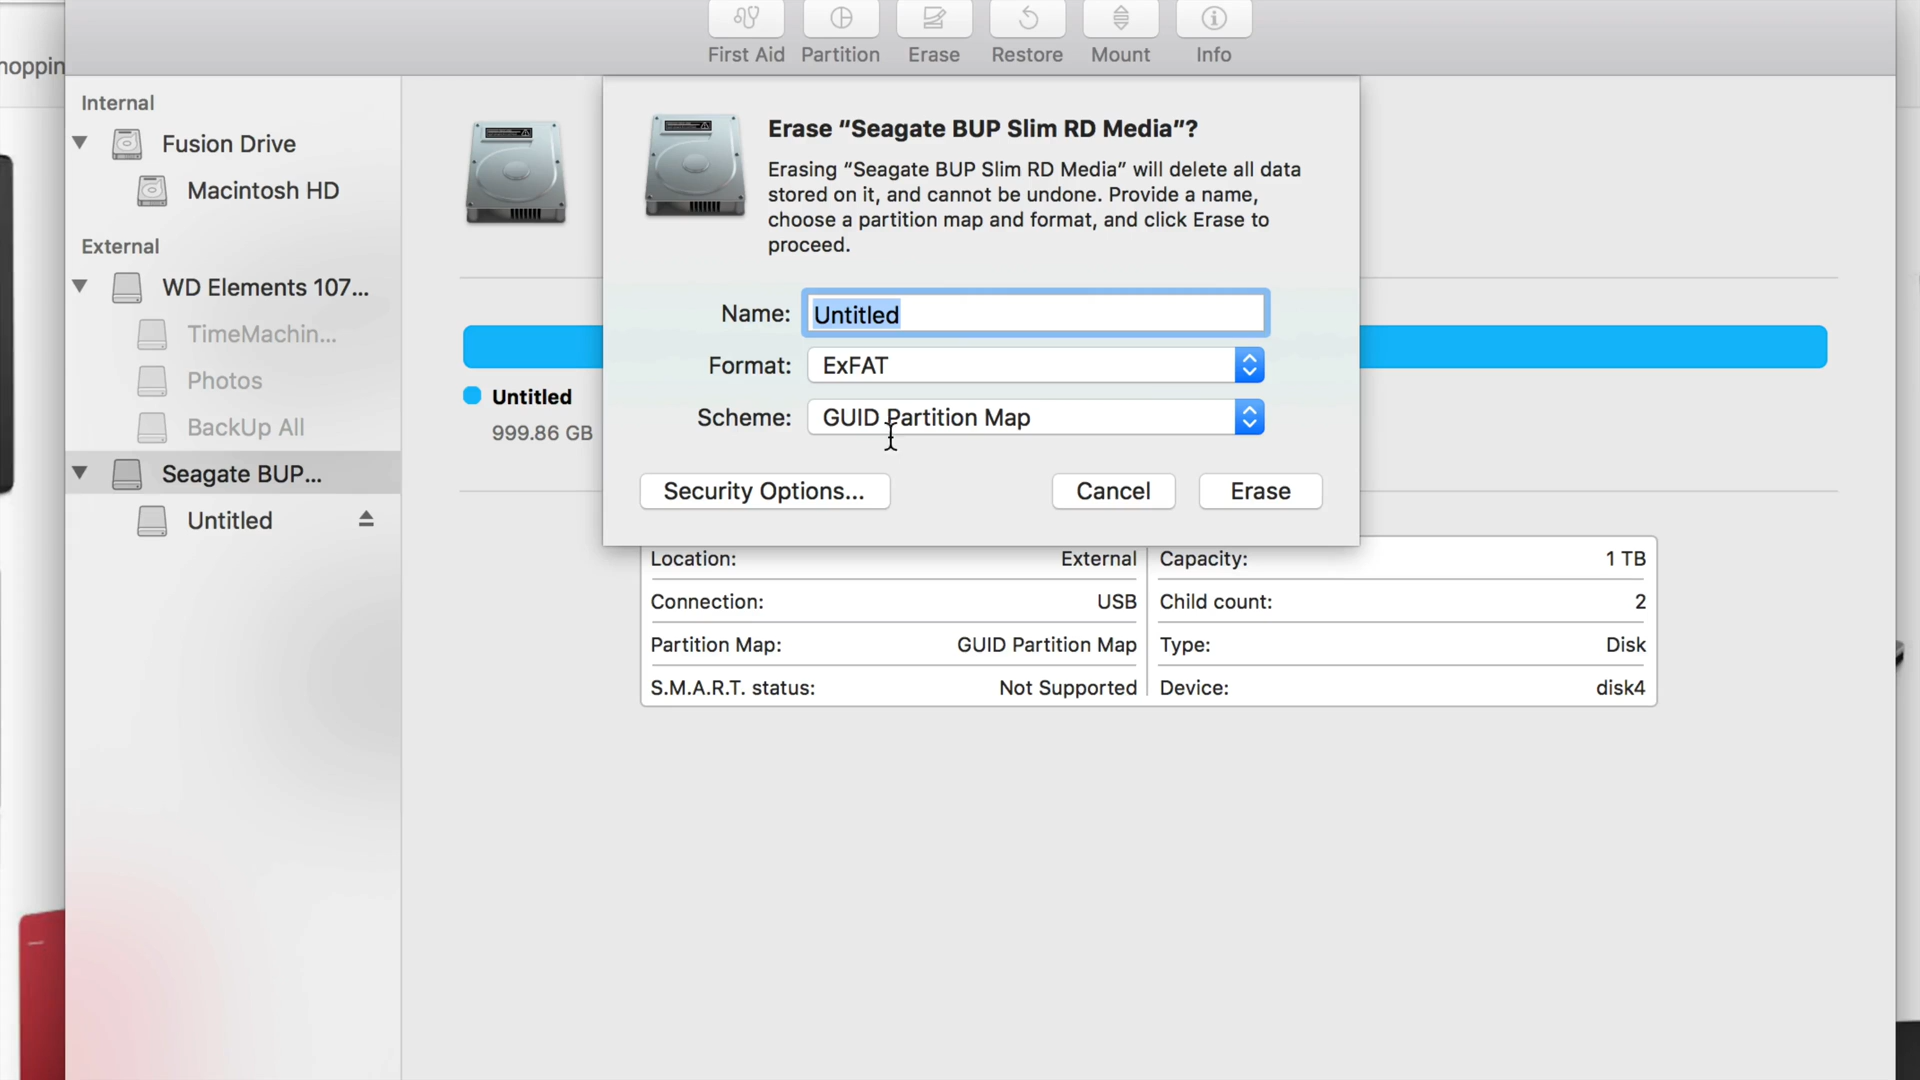 hoppin
First Aid
Partition
Erase
Restore
Mount
Info
Internal
Fusion Drive
Macintosh HD
External
WD Elements 107...
TimeMachin...
Photos
BackUp All
Seagate BUP...
Untitled
Untitled
999.86 GB
Erase “Seagate BUP Slim RD Media”?
Erasing “Seagate BUP Slim RD Media” will delete all data
stored on it, and cannot be undone. Provide a name,
choose a partition map and format, and click Erase to
proceed.
Name: Untitled
Format: ExFAT
Scheme: GUID Partition Map
Security Options...
Cancel
Erase
Location: External
Capacity: 1 TB
Connection: USB
Child count: 2
Partition Map: GUID Partition Map
Type: Disk
S.M.A.R.T. status: Not Supported
Device: disk4